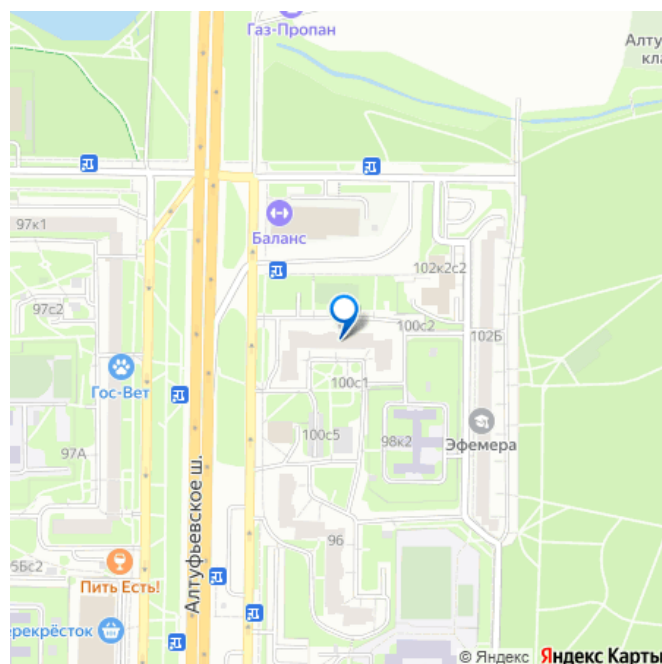 Газ-Пропан
Алту
кла
97к1
Баланс
102к2с2
97с2
100с2
102Б
Гос-Вет
100с1
100с5
98к2
Эфемера
97А
Алтуфьевское ш.
96
5Бс2
Пить Есть!
ерекрёсток
© Яндекс Яндекс Карты